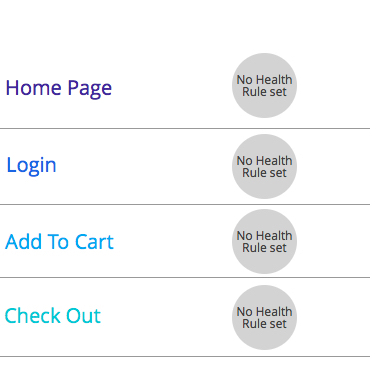 Home Page
No Health
Rule set
Login
No Health
Rule set
Add To Cart
No Health
Rule set
Check Out
No Health
Rule set